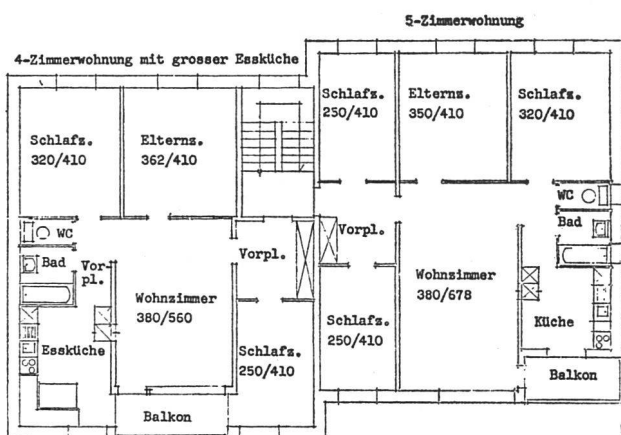 5-Zimmerwohnung
4-Zimmerwohnung mit grosser Essküche
Schlafz.
320/410
Elternz.
362/410
WC
Bad
Vor-
pl.
Vorpl.
Wohnzimmer
380/560
Essküche
Schlafz.
250/410
Balkon
Schlafz.
250/410
Elternz.
350/410
Schlafz.
320/410
WC
Bad
Vorpl.
Wohnzimmer
380/678
Schlafz.
250/410
Küche
Balkon